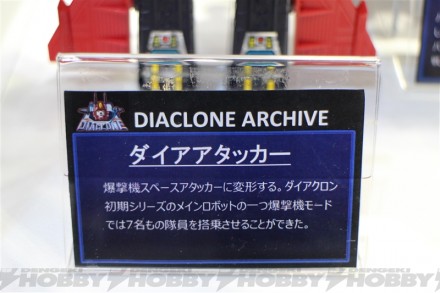 DIACLONE
DIACLONE ARCHIVE
ダイアアタッカー
爆撃機スペースアタッカーに変形する。ダイアクロン
初期シリーズのメインロボットの一つ爆撃機モード
では7名もの隊員を搭乗させることができた。
DENGEKI HOBBY